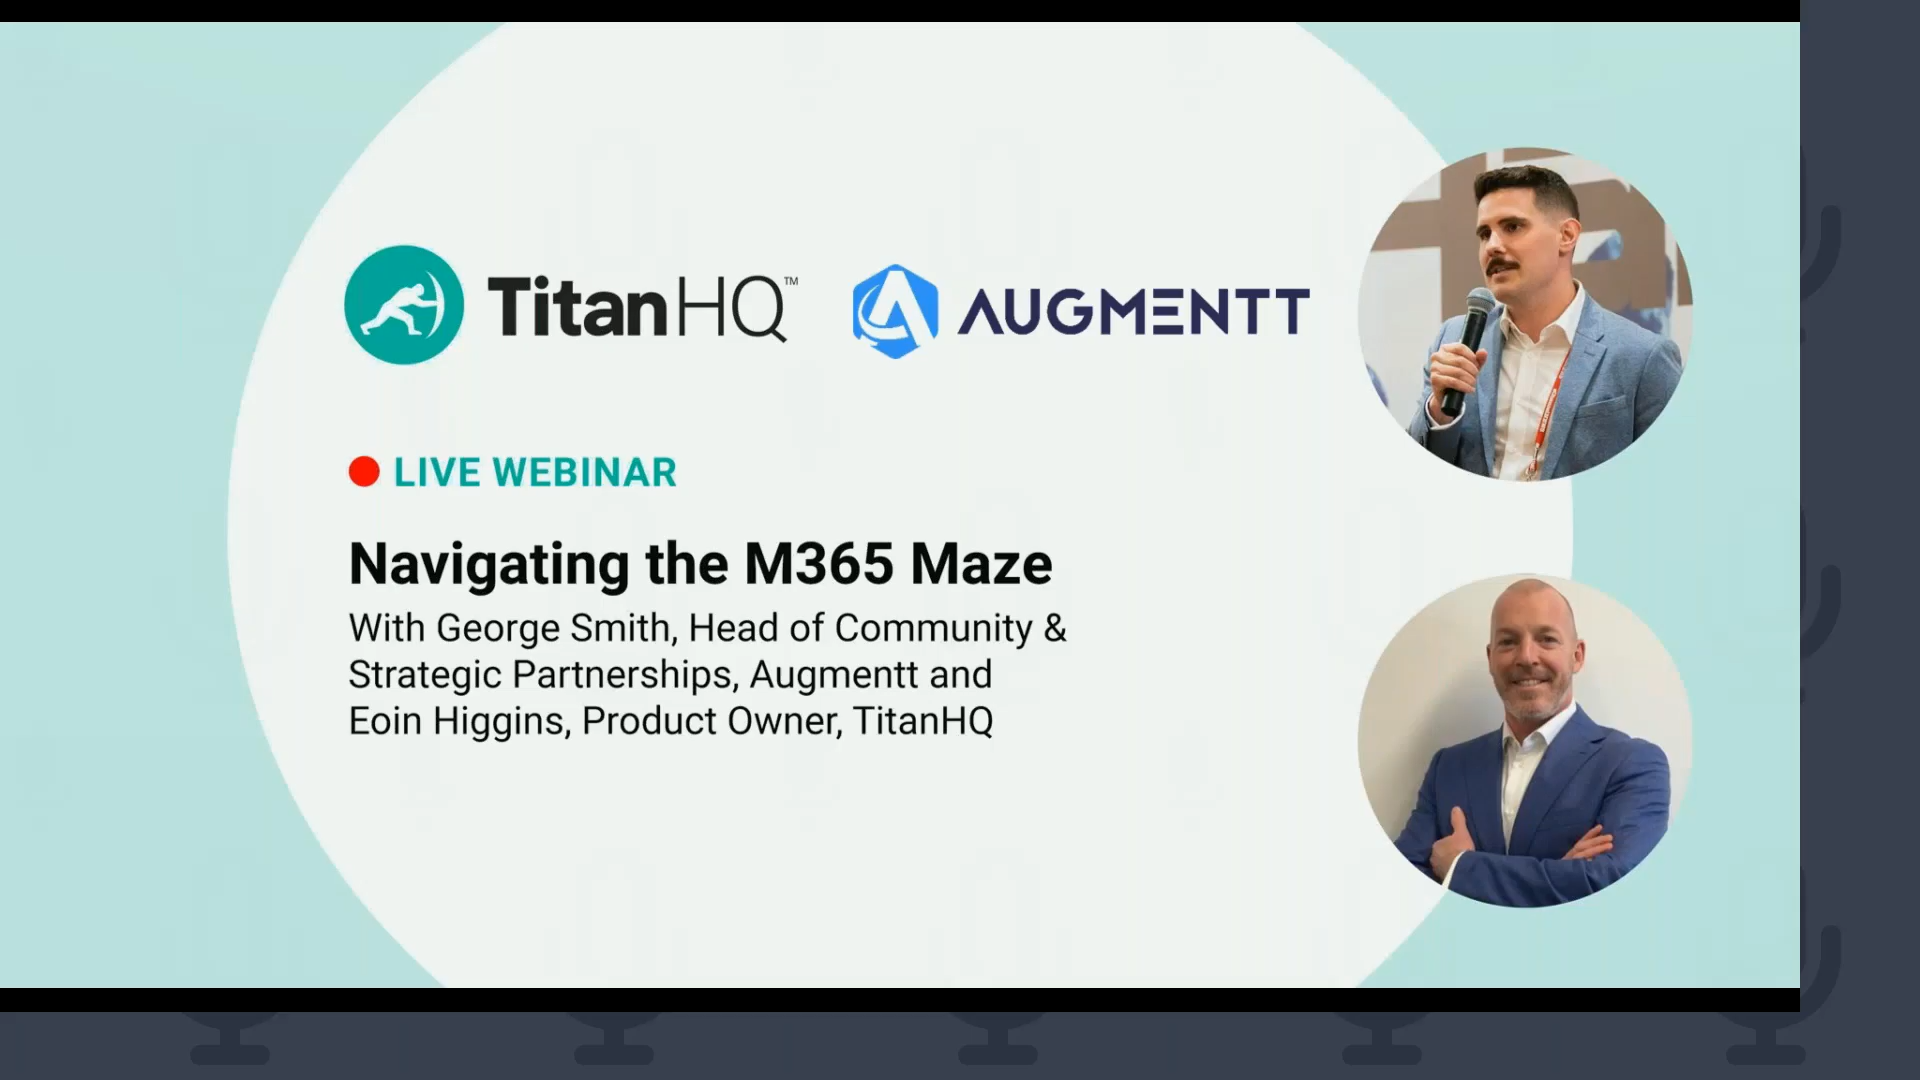 TitanHQ™
AUGMENTT
LIVE WEBINAR
Navigating the M365 Maze
With George Smith, Head of Community &
Strategic Partnerships, Augmentt and
Eoin Higgins, Product Owner, TitanHQ